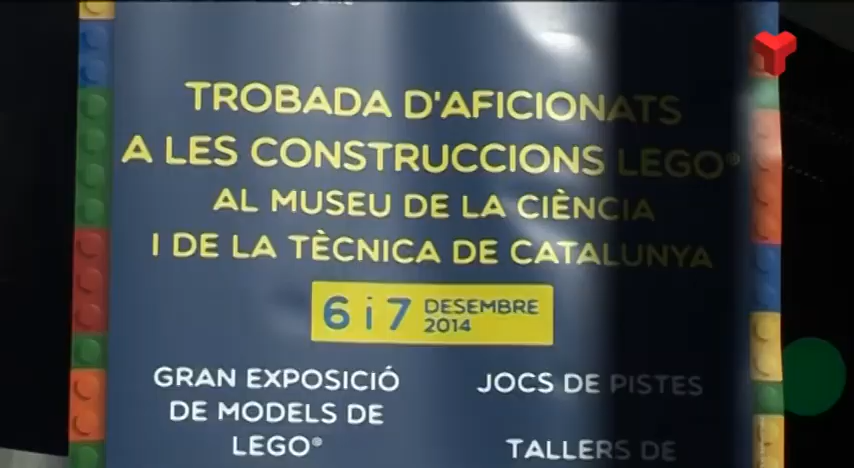 TROBADA D'AFICIONATS
A LES CONSTRUCCIONS LEGO®
AL MUSEU DE LA CIÈNCIA
I DE LA TÈCNICA DE CATALUNYA
6 i 7 DESEMBRE
2014
GRAN EXPOSICIÓ
DE MODELS DE
LEGO®
JOCS DE PISTES
TALLERS DE